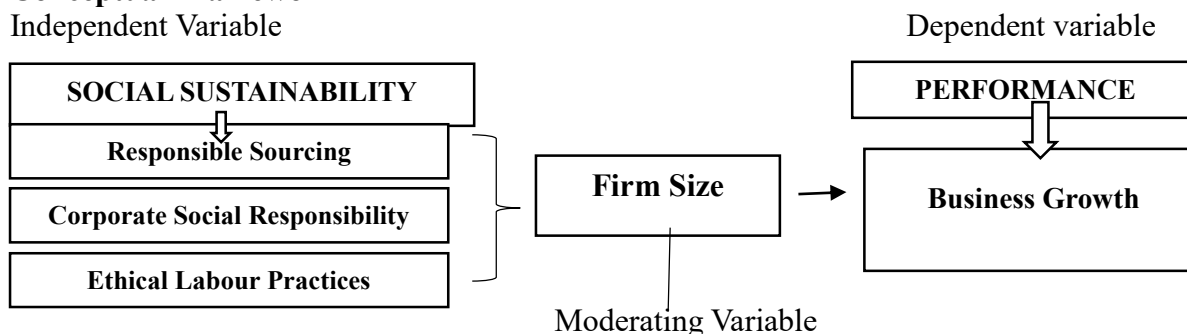 Independent Variable
Dependent variable
SOCIAL SUSTAINABILITY
PERFORMANCE
Responsible Sourcing
Corporate Social Responsibility
Ethical Labour Practices
Firm Size
Business Growth
Moderating Variable